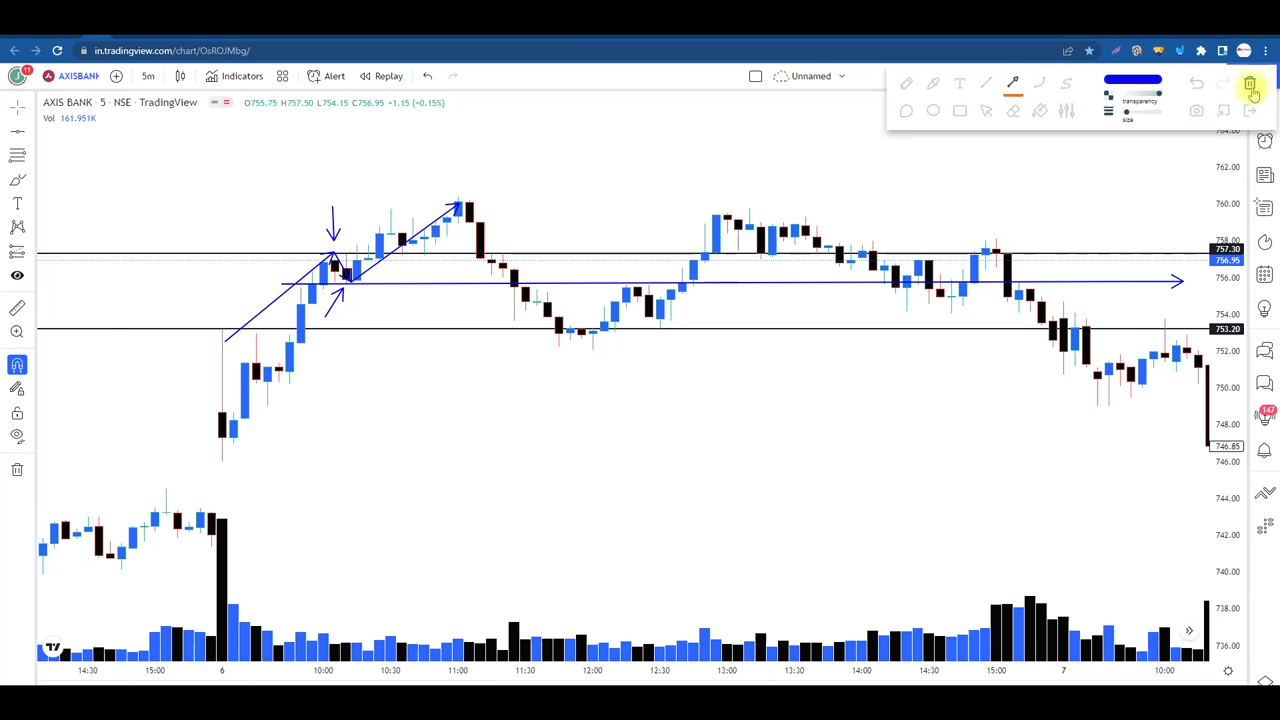 in.tradingview.com/chart/OsROJMbg/
J
11
AXISBANK
5m
Indicators
Alert
Replay
Unnamed
T
transparency
size
AXIS BANK · 5 · NSE · TradingView
O755.75 H757.50 L754.15 C756.95 +1.15 (+0.15%)
Vol 161.951K
764.00
762.00
760.00
758.00
757.30
756.95
756.00
754.00
753.20
752.00
750.00
748.00
746.85
746.00
744.00
742.00
740.00
738.00
736.00
147
14:30
15:00
6
10:00
10:30
11:00
11:30
12:00
12:30
13:00
13:30
14:00
14:30
15:00
7
10:00